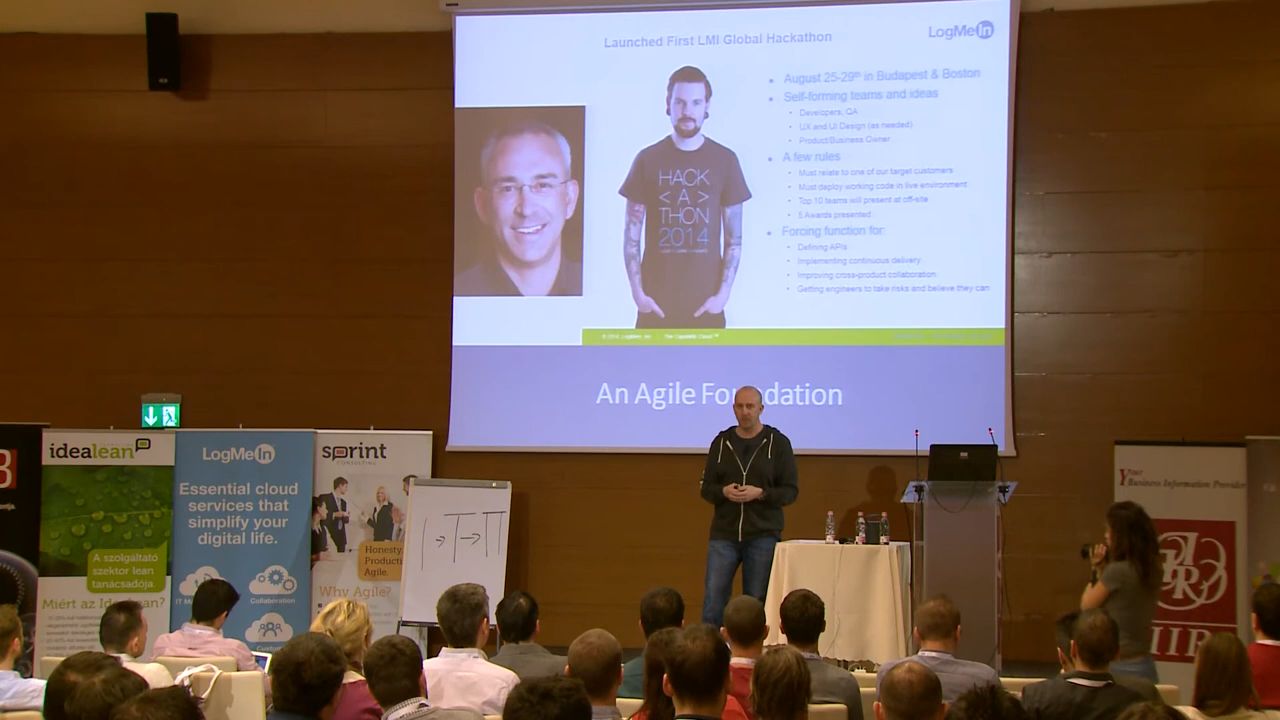 Launched First LMI Global Hackathon
LogMeIn
August 25-29th in Budapest & Boston
Self-forming teams and ideas
Developers, QA
UX and UI Design (as needed)
Product/Business Owner
A few rules
Must relate to one of our target customers
Must deploy working code in live environment
Top 10 teams will present at off-site
5 Awards presented
Forcing function for:
Defining APIs
Implementing continuous delivery
Improving cross-product collaboration
Getting engineers to take risks and believe they can
HACK
< A >
THON
2014
An Agile Foundation
idealean
A szolgáltató
szektor lean
tanácsadója.
Miért az Idealean?
LogMeIn
Essential cloud
services that
simplify your
digital life.
Collaboration
sprint
CONSULTING
Honesty
Agile.
Why Agile?
Your
Business Information Provider
IIR